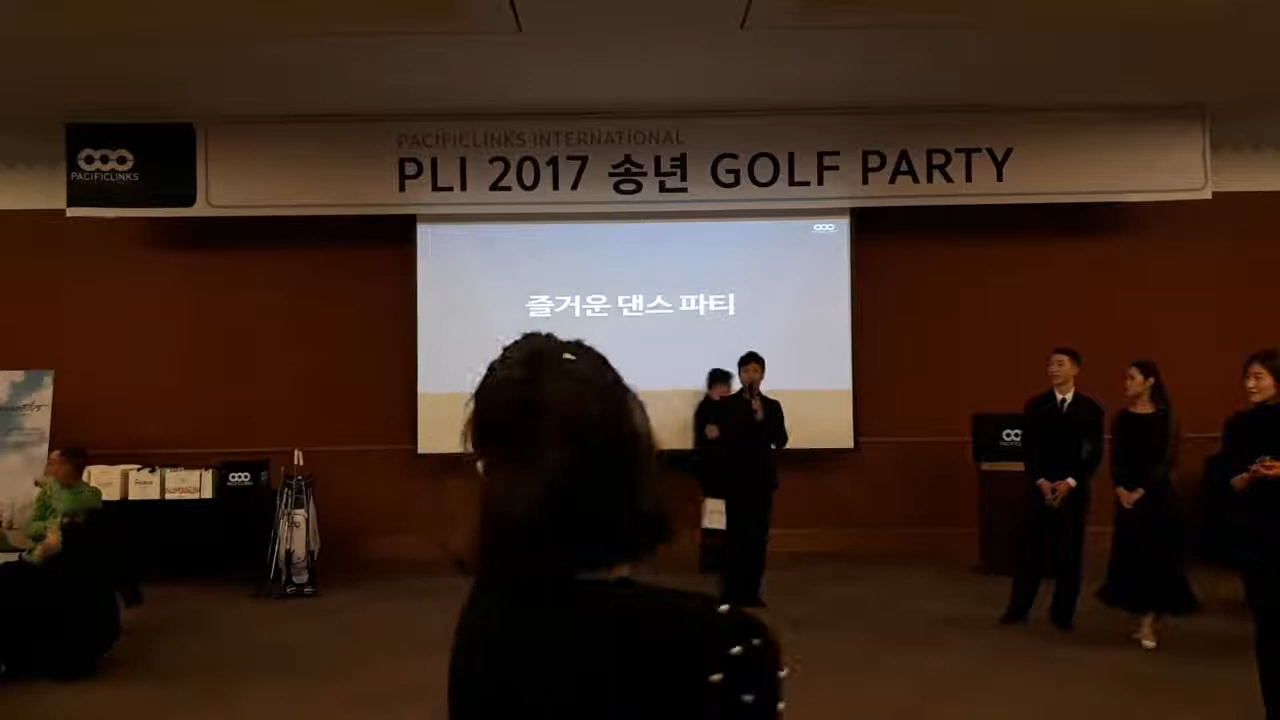 PACIFICLINKS
PACIFICLINKS INTERNATIONAL
PLI 2017 송년 GOLF PARTY
즐거운 댄스 파티